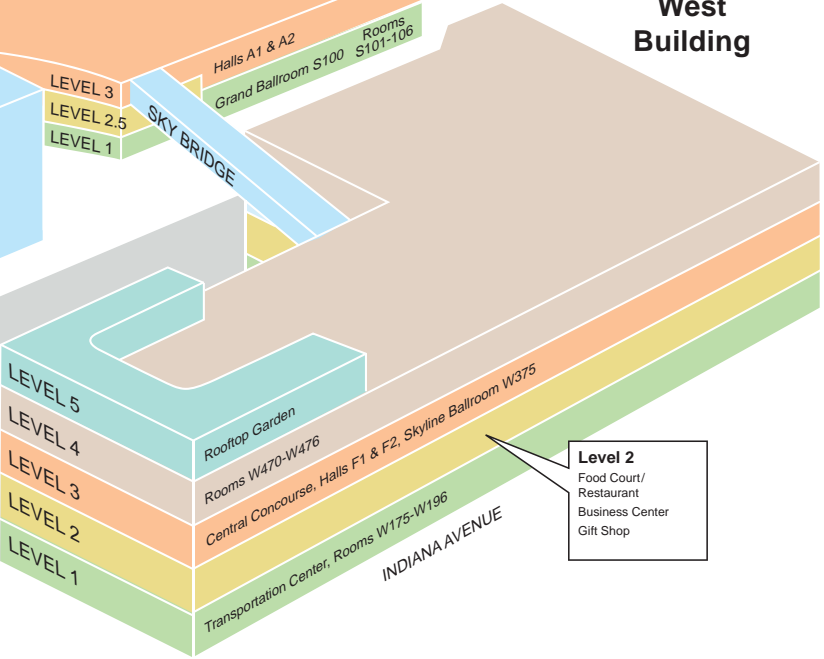 West
Building
Halls A1 & A2
Rooms
S101-106
Grand Ballroom S100
LEVEL 3
LEVEL 2.5
LEVEL 1
SKY BRIDGE
LEVEL 5
Rooftop Garden
LEVEL 4
Rooms W470-W476
LEVEL 3
Central Concourse, Halls F1 & F2, Skyline Ballroom W375
LEVEL 2
LEVEL 1
Transportation Center, Rooms W175-W196
INDIANA AVENUE
Level 2
Food Court/
Restaurant
Business Center
Gift Shop